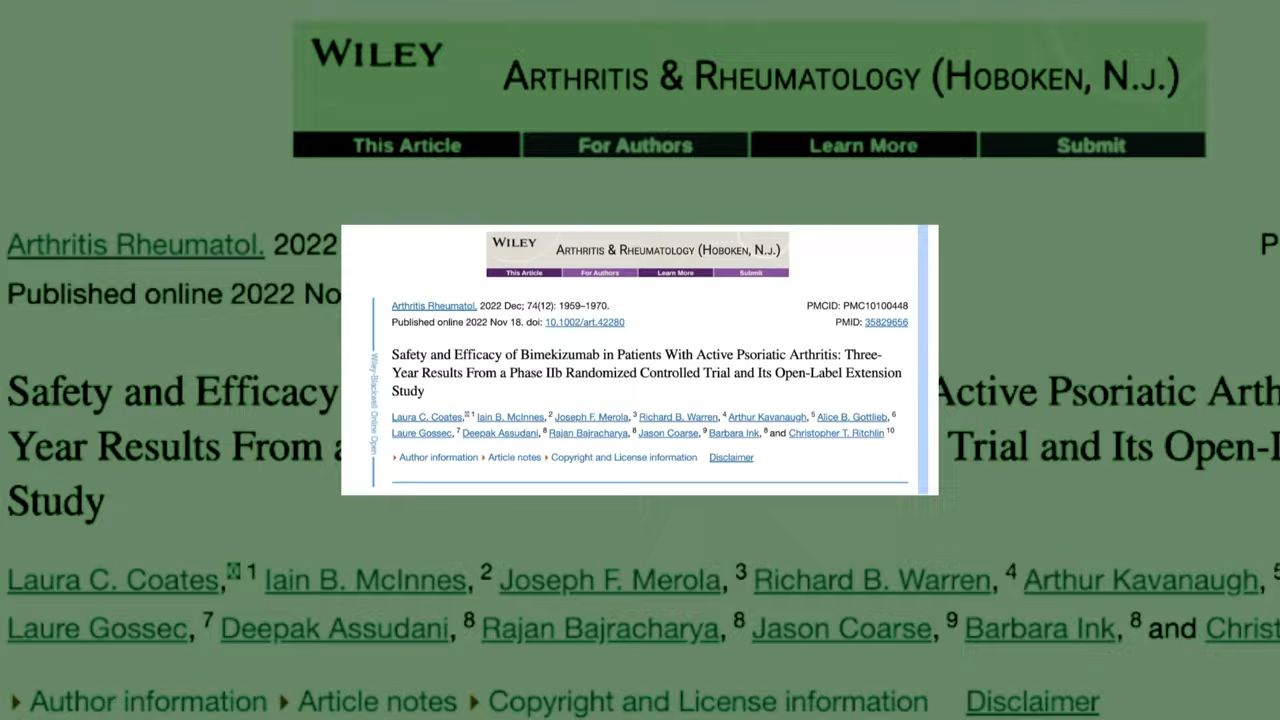 WILEY
ARTHRITIS & RHEUMATOLOGY (HOBOKEN, N.J.)
This Article For Authors Learn More Submit
Arthritis Rheumatol. 2022
P
Published online 2022 No
Safety and Efficacy
Active Psoriatic Arth
Year Results From a
Trial and Its Open-
Study
Laura C. Coates, 1 Iain B. McInnes, 2 Joseph F. Merola, 3 Richard B. Warren, 4 Arthur Kavanaugh, 5
Laure Gossec, 7 Deepak Assudani, 8 Rajan Bajracharya, 8 Jason Coarse, 9 Barbara Ink, 8 and Christ
Author information Article notes Copyright and License information Disclaimer
WILEY
ARTHRITIS & RHEUMATOLOGY (HOBOKEN, N.J.)
This Article For Authors Learn More Submit
Arthritis Rheumatol. 2022 Dec; 74(12): 1959–1970. PMCID: PMC10100448
Published online 2022 Nov 18. doi: 10.1002/art.42280 PMID: 35829656
Wiley-Blackwell Online Open
Safety and Efficacy of Bimekizumab in Patients With Active Psoriatic Arthritis: Three-
Year Results From a Phase IIb Randomized Controlled Trial and Its Open-Label Extension
Study
Laura C. Coates, 1 Iain B. McInnes, 2 Joseph F. Merola, 3 Richard B. Warren, 4 Arthur Kavanaugh, 5 Alice B. Gottlieb, 6
Laure Gossec, 7 Deepak Assudani, 8 Rajan Bajracharya, 8 Jason Coarse, 9 Barbara Ink, 8 and Christopher T. Ritchlin 10
Author information Article notes Copyright and License information Disclaimer